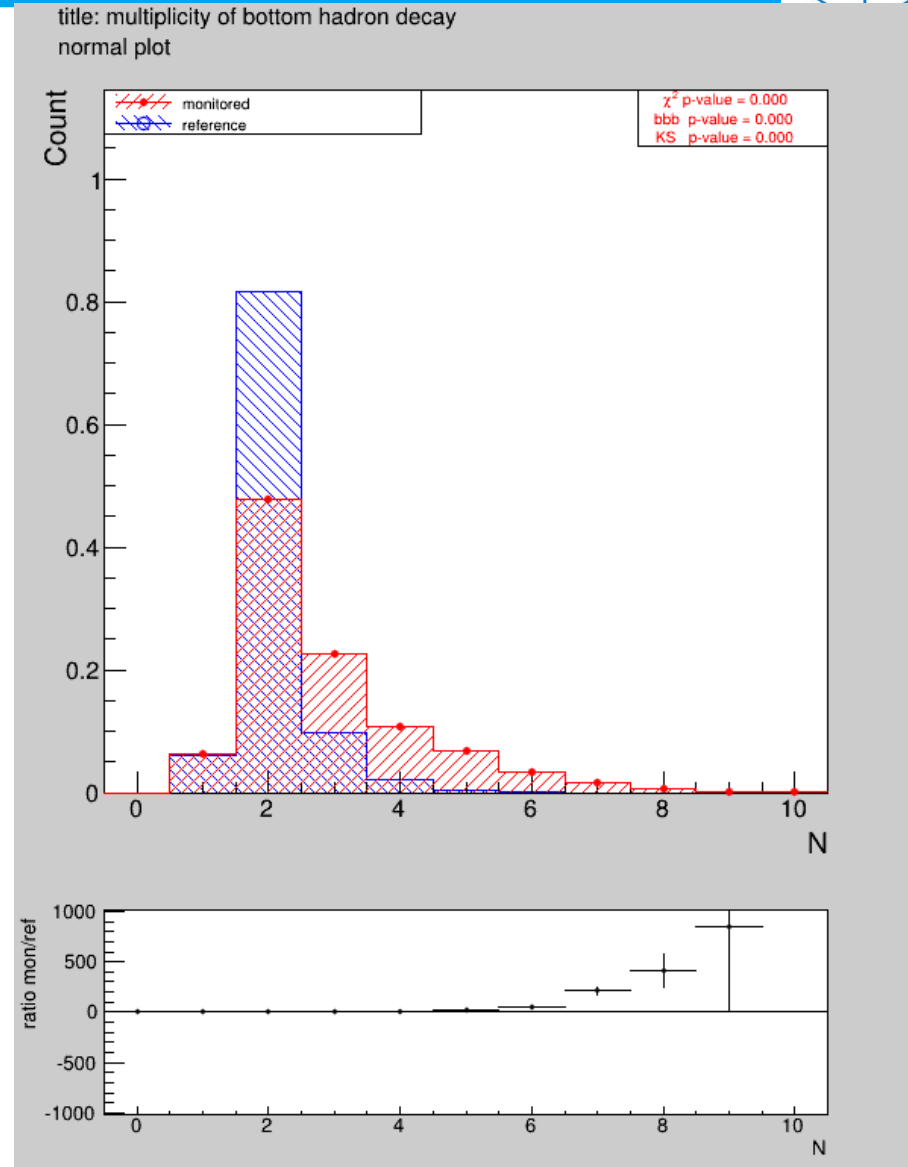 title: multiplicity of bottom hadron decay
normal plot
Count
monitored
reference
χ² p-value = 0.000
bbb p-value = 0.000
KS p-value = 0.000
1
0.8
0.6
0.4
0.2
0
0 2 4 6 8 10
N
ratio mon/ref
1000
500
0
-500
-1000
0 2 4 6 8 10
N